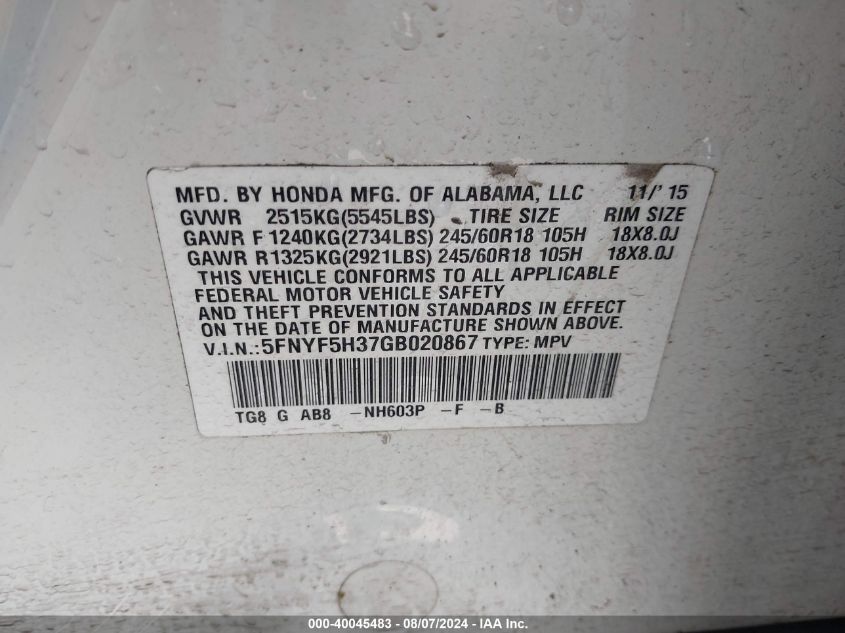 MFD. BY HONDA MFG. OF ALABAMA, LLC 11/'15
GVWR 2515KG(5545LBS) TIRE SIZE RIM SIZE
GAWR F 1240KG(2734LBS) 245/60R18 105H 18X8.0J
GAWR R1325KG(2921LBS) 245/60R18 105H 18X8.0J
THIS VEHICLE CONFORMS TO ALL APPLICABLE
FEDERAL MOTOR VEHICLE SAFETY
AND THEFT PREVENTION STANDARDS IN EFFECT
ON THE DATE OF MANUFACTURE SHOWN ABOVE.
V.I.N.:5FNYF5H37GB020867 TYPE: MPV
TG8 G AB8 -NH603P -F -B
000-40045483 - 08/07/2024 - IAA Inc.